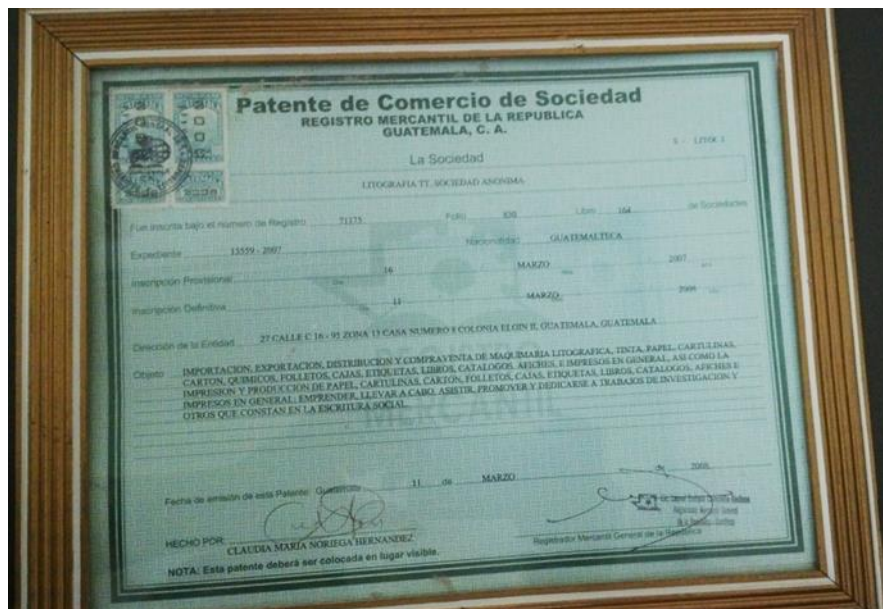 Patente de Comercio de Sociedad
REGISTRO MERCANTIL DE LA REPUBLICA
GUATEMALA, C. A.
La Sociedad
LITOGRAFIA TT. SOCIEDAD ANONIMA
Fue inscrita bajo el número de Registro 71175 Folio Libro 164 de Sociedades
Expediente 13559 - 2007 Nacionalidad GUATEMALTECA
Inscripción Provisional 16 MARZO 2007
Inscripción Definitiva 11 MARZO
Dirección de la Entidad 27 CALLE C 16 - 95 ZONA 13 CASA NUMERO 8 COLONIA ELGIN II, GUATEMALA, GUATEMALA
Objeto IMPORTACION, EXPORTACION, DISTRIBUCION Y COMPRAVENTA DE MAQUIMARIA LITOGRAFICA, TINTA, PAPEL, CARTULINAS,
CARTON, QUIMICOS, FOLLETOS, CAJAS, ETIQUETAS, LIBROS, CATALOGOS, AFICHES, E IMPRESOS EN GENERAL, ASI COMO LA
IMPRESION Y PRODUCCION DE PAPEL, CARTULINAS, CARTON, FOLLETOS, CAJAS, ETIQUETAS, LIBROS, CATALOGOS, AFICHES E
IMPRESOS EN GENERAL; EMPRENDER, LLEVAR A CABO, ASISTIR, PROMOVER Y DEDICARSE A TRABAJOS DE INVESTIGACION Y
OTROS QUE CONSTAN EN LA ESCRITURA SOCIAL.
MERCANTIL
Fecha de emisión de esta Patente: Guatemala 11 de MARZO de
HECHO POR:
CLAUDIA MARIA NORIEGA HERNANDEZ
Registrador Mercantil General de la República
NOTA: Esta patente deberá ser colocada en lugar visible.